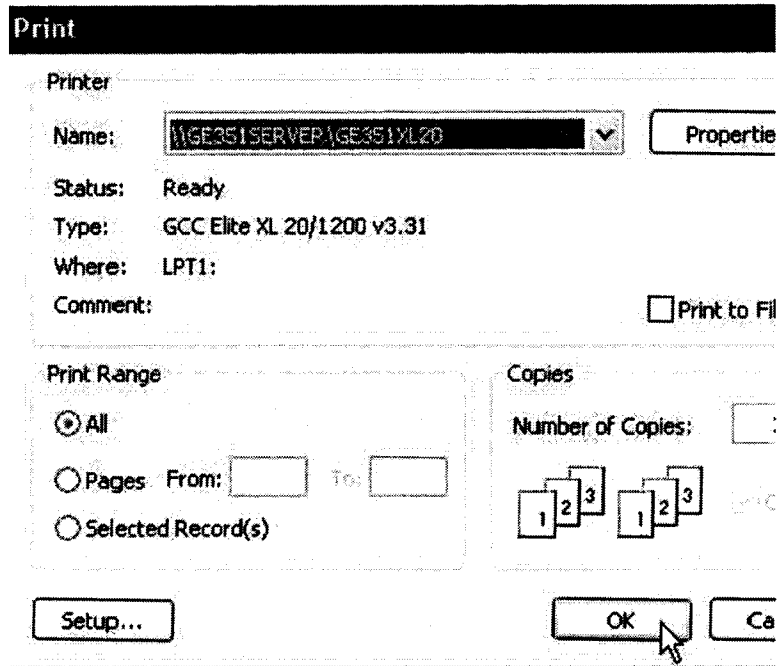 Print
Printer
Name: \\GE351SERVER\GE351XL20 Propertie
Status: Ready
Type: GCC Elite XL 20/1200 v3.31
Where: LPT1:
Comment: Print to Fil
Print Range Copies
All Number of Copies:
Pages From: To:
1 2 3 1 2 3
Selected Record(s)
Setup... OK Ca